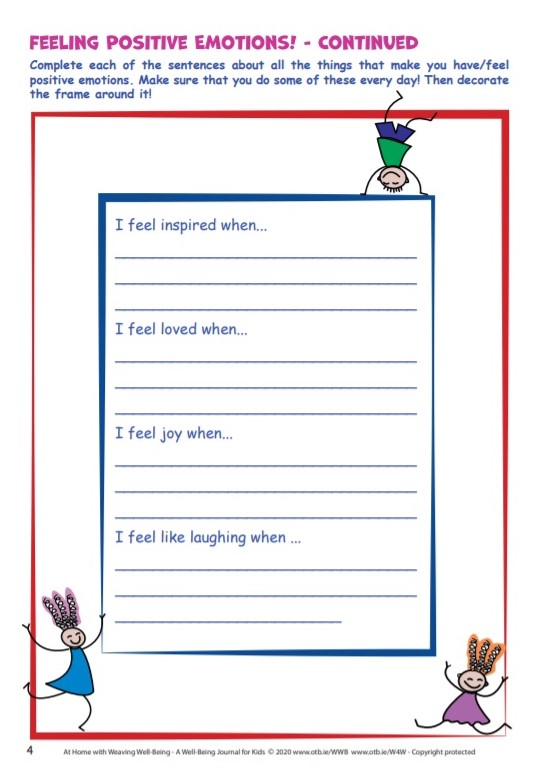 FEELING POSITIVE EMOTIONS! - CONTINUED
Complete each of the sentences about all the things that make you have/feel
positive emotions. Make sure that you do some of these every day! Then decorate
the frame around it!
I feel inspired when...
I feel loved when...
I feel joy when...
I feel like laughing when ...
4 At Home with Weaving Well-Being - A Well-Being Journal for Kids © 2020 www.otb.ie/WWB www.otb.ie/W4W - Copyright protected